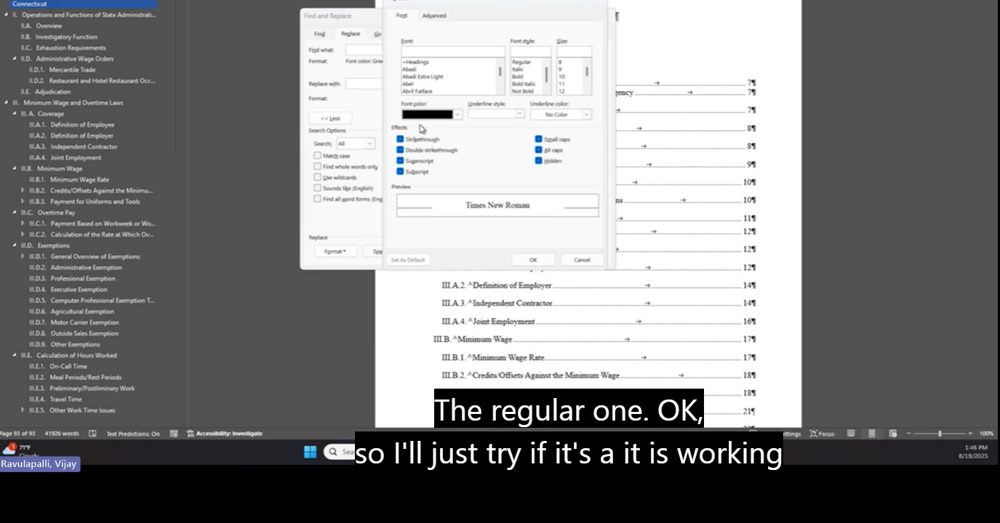 Connecticut
II. Operations and Functions of State Administrati...
II.A. Overview
II.B. Investigatory Function
II.C. Exhaustion Requirements
II.D. Administrative Wage Orders
II.D.1. Mercantile Trade
II.D.2. Restaurant and Hotel Restaurant Occ...
II.E. Adjudication
III. Minimum Wage and Overtime Laws
III. A. Coverage
III.A.1. Definition of Employee
III.A.2. Definition of Employer
III.A.3. Independent Contractor
III.A.4. Joint Employment
III.B. Minimum Wage
III.B.1. Minimum Wage Rate
III.B.2. Credits/Offsets Against the Minimu...
III.B.3. Payment for Uniforms and Tools
III.C. Overtime Pay
III.C.1. Payment Based on Workweek or Wo...
III.C.2. Calculation of the Rate at Which Ov...
III.D. Exemptions
III.D.1. General Overview of Exemptions
III.D.2. Administrative Exemption
III.D.3. Professional Exemption
III.D.4. Executive Exemption
III.D.5. Computer Professional Exemption T...
III.D.6. Agricultural Exemption
III.D.7. Motor Carrier Exemption
III.D.8. Outside Sales Exemption
III.D.9. Other Exemptions
III.E. Calculation of Hours Worked
III.E.1. On-Call Time
III.E.2. Meal Periods/Rest Periods
III.E.3. Preliminary/Postliminary Work
III.E.4. Travel Time
III.E.5. Other Work Time Issues
Find and Replace
Find Replace Go
Find what:
Format: Font color: Gre
Replace with:
Format:
<< Less
Search Options
Search: All
Match case
Find whole words only
Use wildcards
Sounds like (English)
Find all word forms (Eng
Replace
Format Spe
Font Advanced
Font: Font style: Size:
+Headings Regular 8
Abadi Italic 9
Abadi Extra Light Bold 10
Abel Bold Italic 11
Abril Fatface Not Bold 12
Font color: Underline style: Underline color:
No Color
Effects
Strikethrough Small caps
Double strikethrough All caps
Superscript Hidden
Subscript
Preview
Times New Roman
Set As Default OK Cancel
→ 7¶
gency → 7¶
→ 7¶
→ 8¶
→ 8¶
→ 9¶
→ 10¶
ns → 10¶
→ 11¶
→ 12¶
12¶
→ 12¶
III.A.2. Definition of Employer → 14¶
III.A.3. Independent Contractor → 14¶
III.A.4. Joint Employment → 16¶
III.B. Minimum Wage → 17¶
III.B.1. Minimum Wage Rate → 17¶
III.B.2. Credits/Offsets Against the Minimum Wage → 18¶
18¶
21¶
The regular one. OK,
so I'll just try if it's a it is working
Page 93 of 93 41926 words Text Predictions: On Accessibility: Investigate ettings Focus 100%
1 71°F
Cloudy
Search
1:46 PM
8/19/2025
Ravulapalli, Vijay